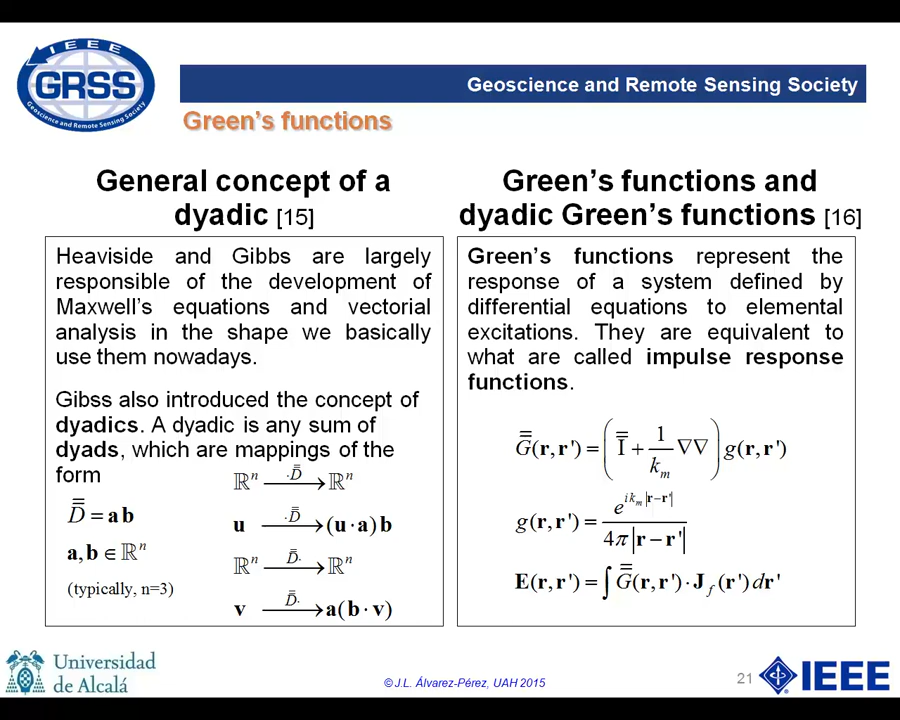 IEEE
GRSS
Geoscience and Remote Sensing Society
Geoscience and Remote Sensing Society
Green's functions
General concept of a
dyadic [15]
Heaviside and Gibbs are largely
responsible of the development of
Maxwell's equations and vectorial
analysis in the shape we basically
use them nowadays.
Gibss also introduced the concept of
dyadics. A dyadic is any sum of
dyads, which are mappings of the
form
ℝⁿ —·D̿→ ℝⁿ
D̿ = a b
u —·D̿→ (u · a) b
a, b ∈ ℝⁿ
ℝⁿ —D̿·→ ℝⁿ
(typically, n=3)
v —D̿·→ a(b · v)
Green's functions and
dyadic Green's functions [16]
Green's functions represent the
response of a system defined by
differential equations to elemental
excitations. They are equivalent to
what are called impulse response
functions.
G̿(r, r') = (I̿ + 1/k_m ∇∇) g(r, r')
g(r, r') = e^{i k_m |r−r'|} / 4π |r − r'|
E(r, r') = ∫ G̿(r, r') · J_f (r') dr'
Universidad
de Alcalá
© J.L. Álvarez-Pérez, UAH 2015
21
IEEE